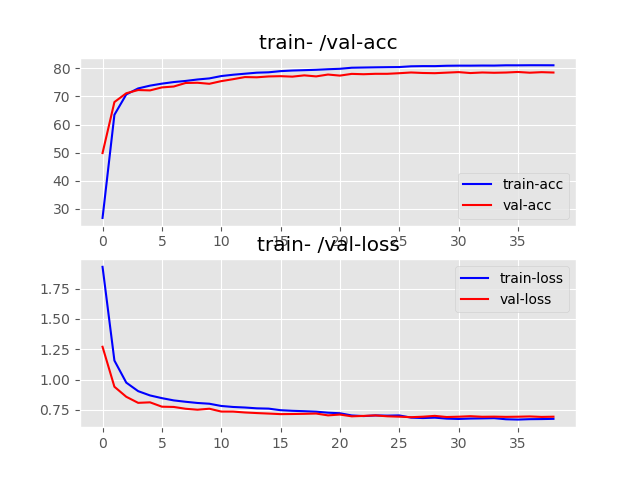 train- /val-acc
80
70
60
50
40
30
train-acc
val-acc
0 5 10 15 20 25 30 35
train- /val-loss
1.75
1.50
1.25
1.00
0.75
train-loss
val-loss
0 5 10 15 20 25 30 35